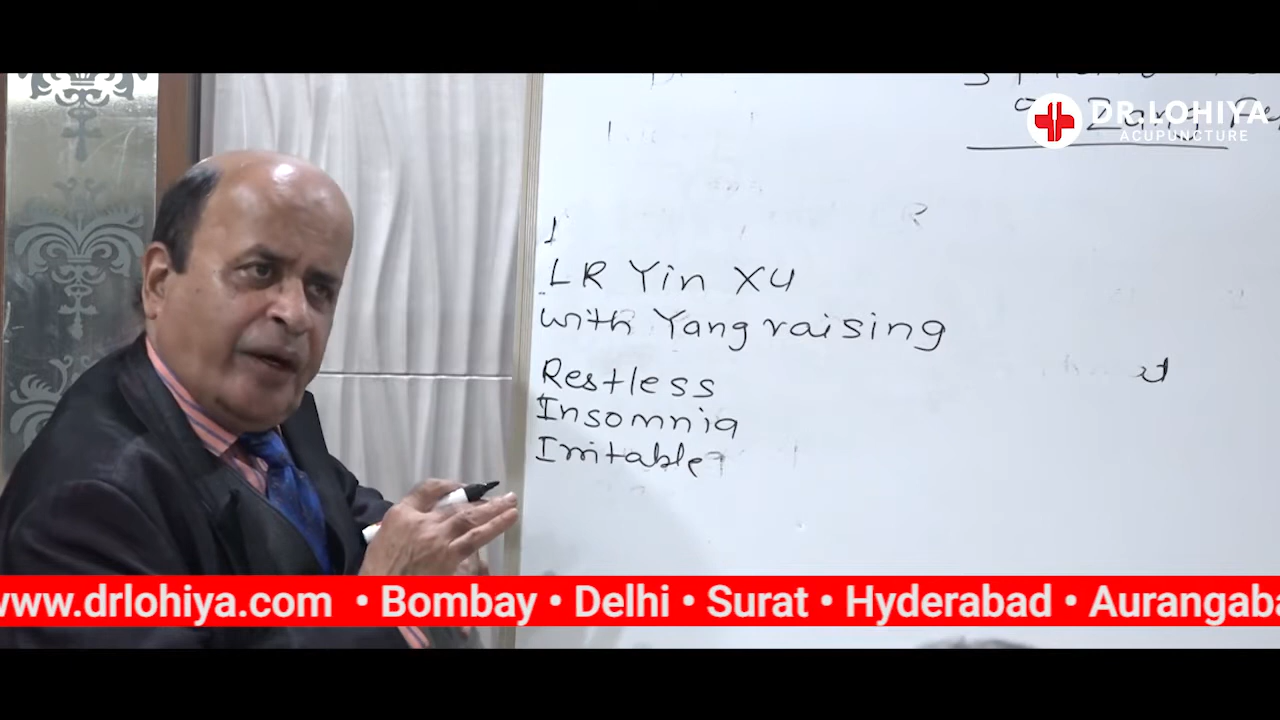 DR.LOHIYA
ACUPUNCTURE
I
LR Yin XU
with Yang raising
Restless
Insomnia
Irritable
www.drlohiya.com • Bombay • Delhi • Surat • Hyderabad • Aurangaba